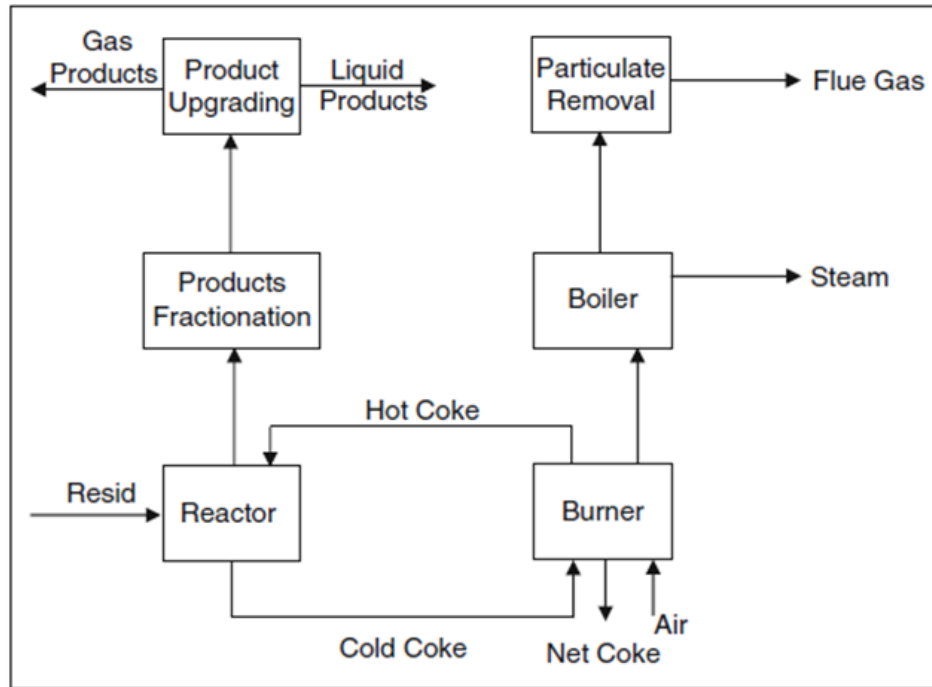 Gas
Products
Product
Upgrading
Liquid
Products
Particulate
Removal
Flue Gas
Products
Fractionation
Boiler
Steam
Hot Coke
Resid
Reactor
Burner
Cold Coke
Net Coke
Air